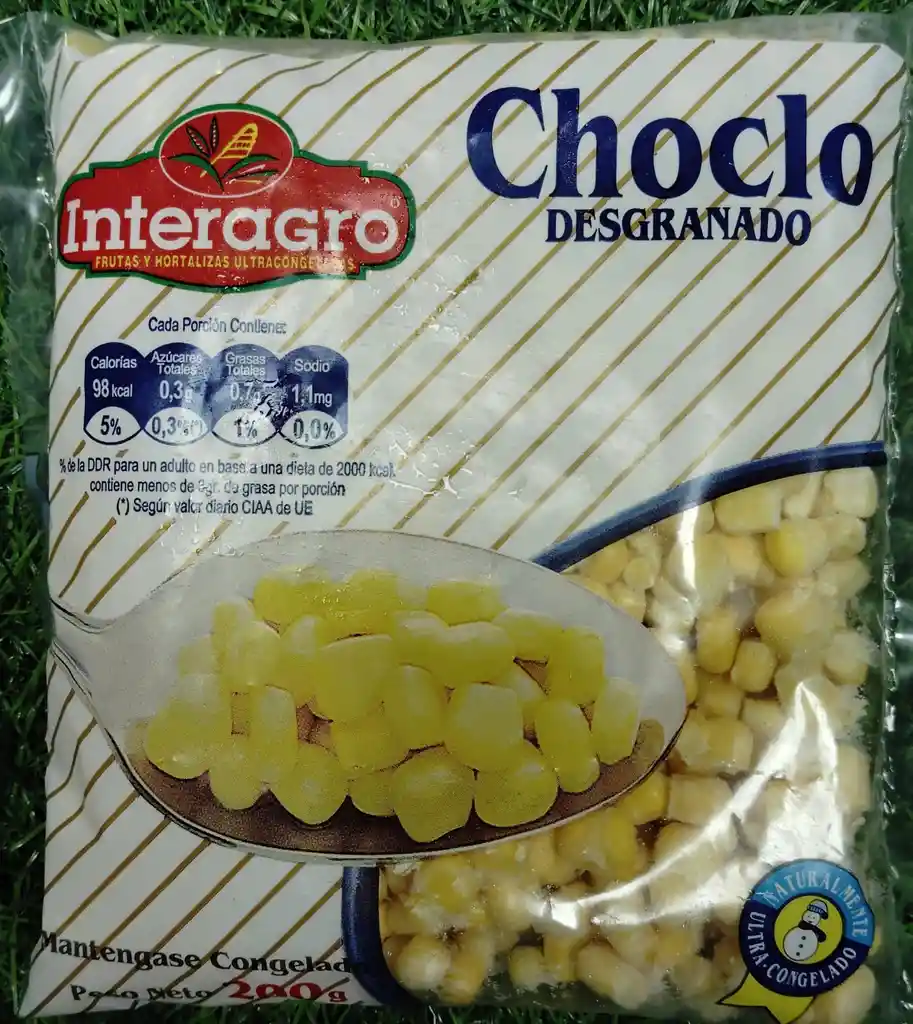 Choclo
DESGRANADO
Interagro
FRUTAS Y HORTALIZAS ULTRACONGELADAS
Cada Porción Contiene:
Calorías Azúcares Totales Grasas Totales Sodio
98 kcal 0,3g 0.7g 1,1mg
5% 0,3%(*) 1% 0,0%
% de la DDR para un adulto en base a una dieta de 2000 kcal.
contiene menos de gr. de grasa por porción
(*) Según valor diario CIAA de UE
Mantengase Congelado
Peso Neto 200g
NATURALMENTE
ULTRA-CONGELADO